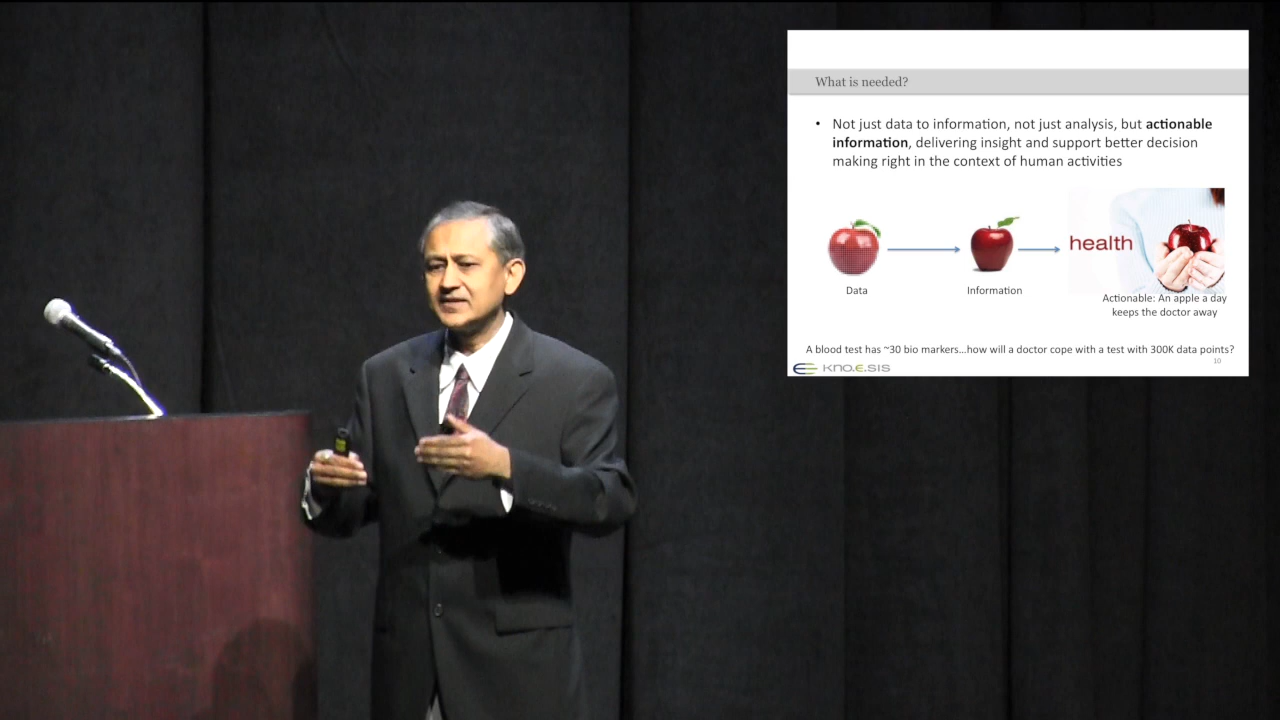 What is needed?
• Not just data to information, not just analysis, but actionable
information, delivering insight and support better decision
making right in the context of human activities
health
Data
Information
Actionable: An apple a day
keeps the doctor away
A blood test has ~30 bio markers...how will a doctor cope with a test with 300K data points?
10
KNO.E.SIS